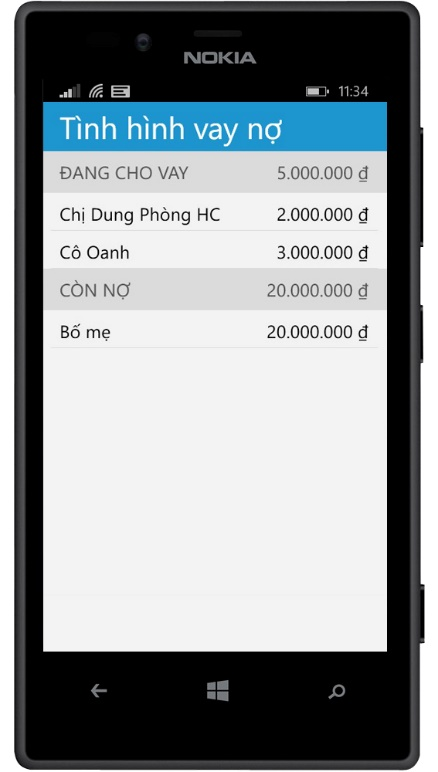 NOKIA
11:34
Tình hình vay nợ
ĐANG CHO VAY 5.000.000 ₫
Chị Dung Phòng HC 2.000.000 ₫
Cô Oanh 3.000.000 ₫
CÒN NỢ 20.000.000 ₫
Bố mẹ 20.000.000 ₫